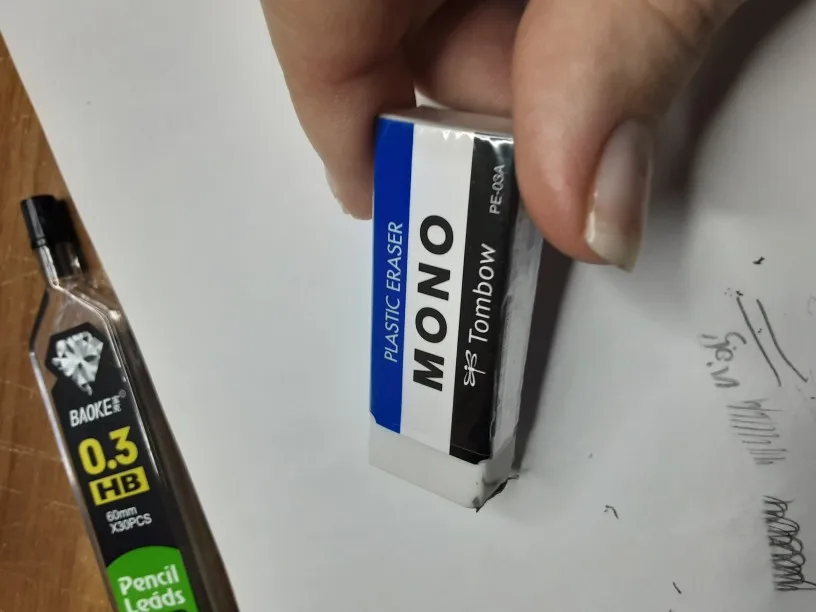 PLASTIC ERASER
MONO
Tombow
PE-03A
BAOKE®
0.3
HB
60mm
X30PCS
Pencil
Leads